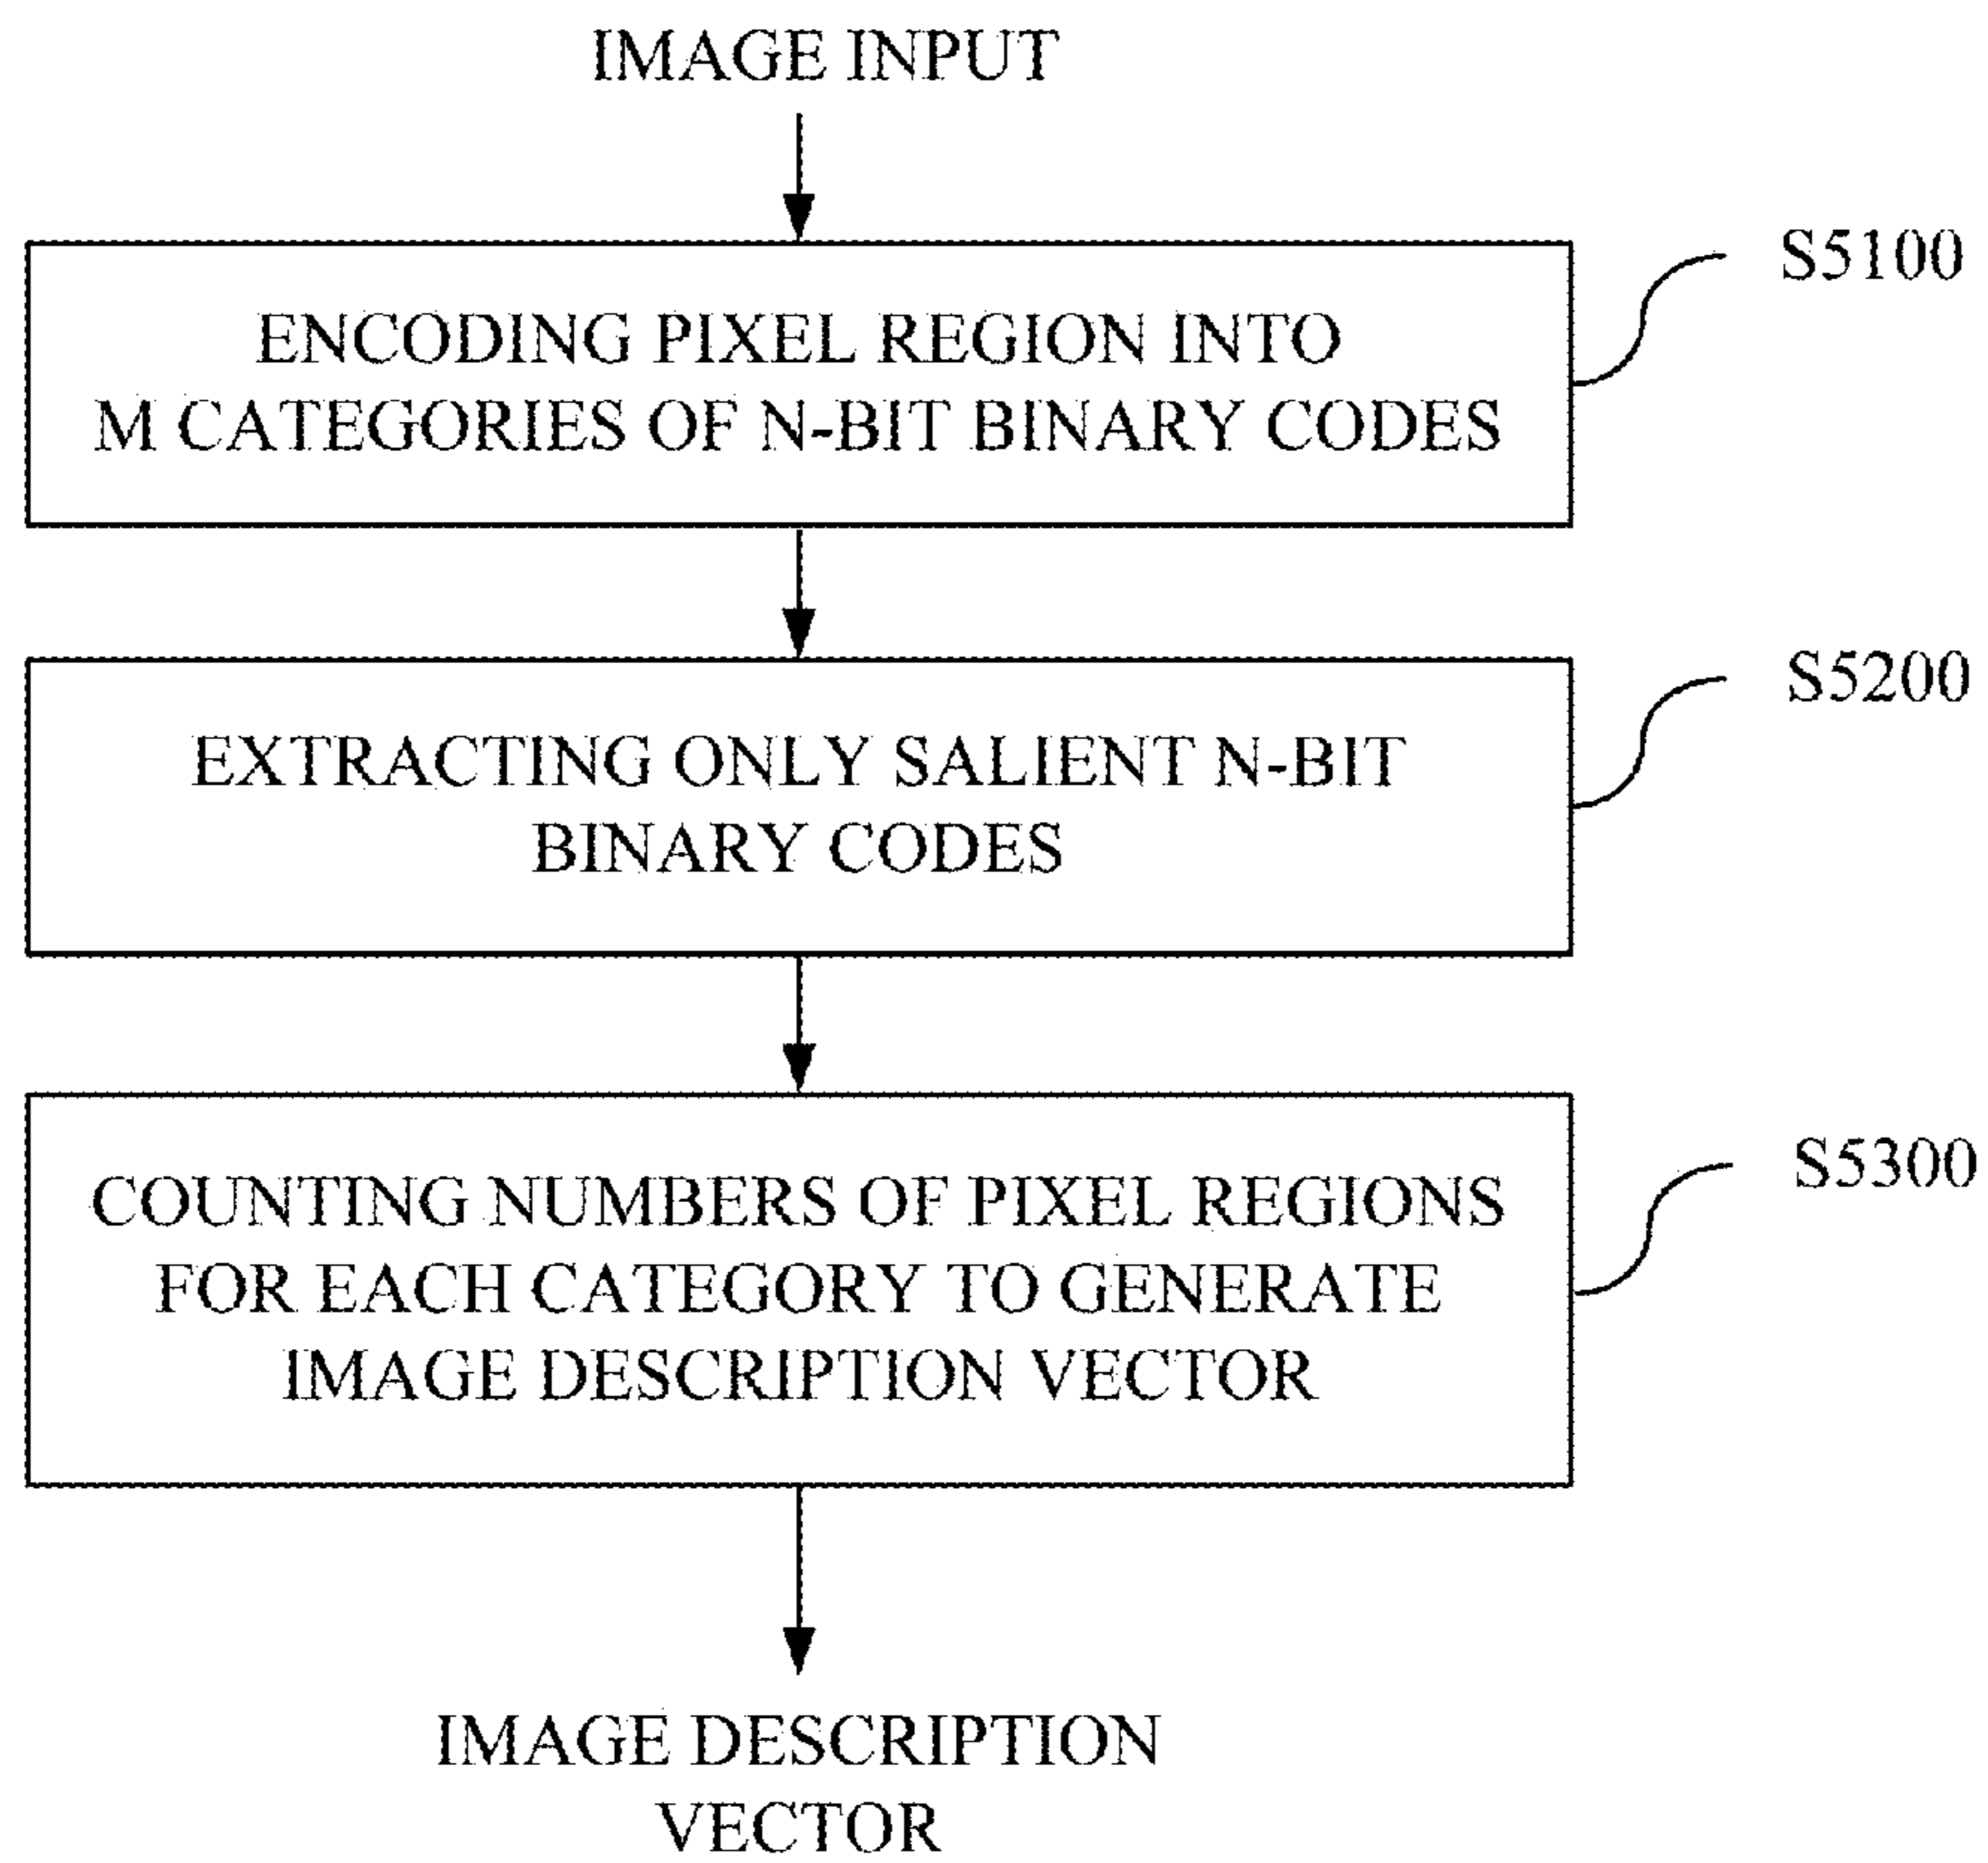 IMAGE INPUT
S5100
ENCODING PIXEL REGION INTO
M CATEGORIES OF N-BIT BINARY CODES
S5200
EXTRACTING ONLY SALIENT N-BIT
BINARY CODES
S5300
COUNTING NUMBERS OF PIXEL REGIONS
FOR EACH CATEGORY TO GENERATE
IMAGE DESCRIPTION VECTOR
IMAGE DESCRIPTION
VECTOR